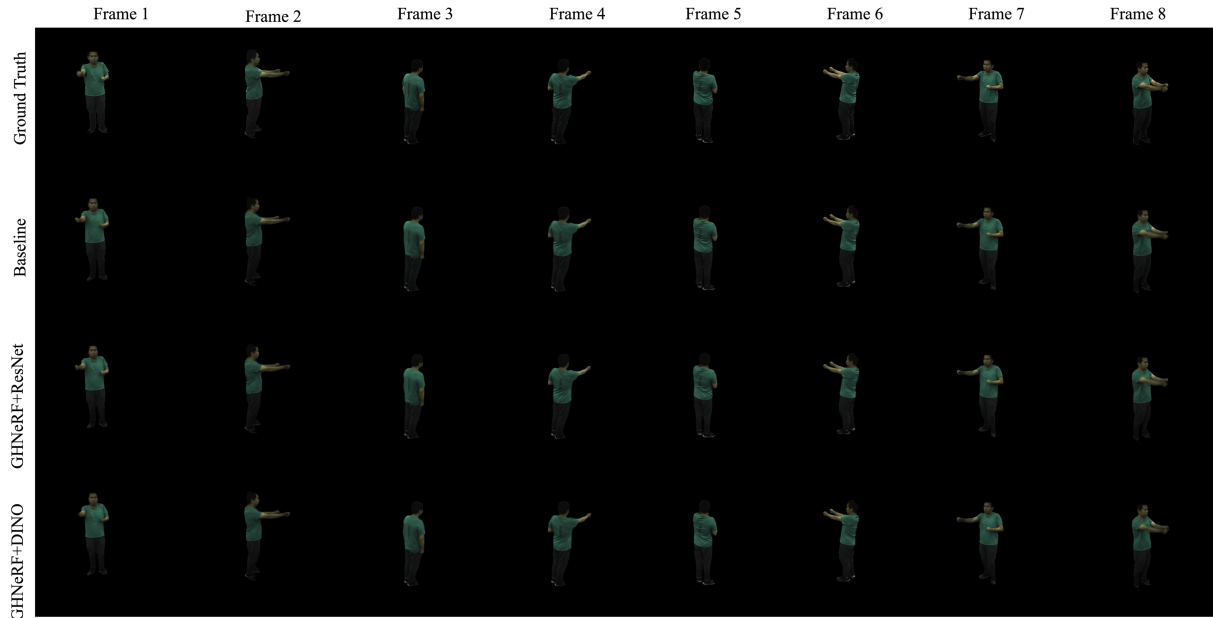 Frame 1
Frame 2
Frame 3
Frame 4
Frame 5
Frame 6
Frame 7
Frame 8
Ground Truth
Baseline
GHNeRF+ResNet
GHNeRF+DINO